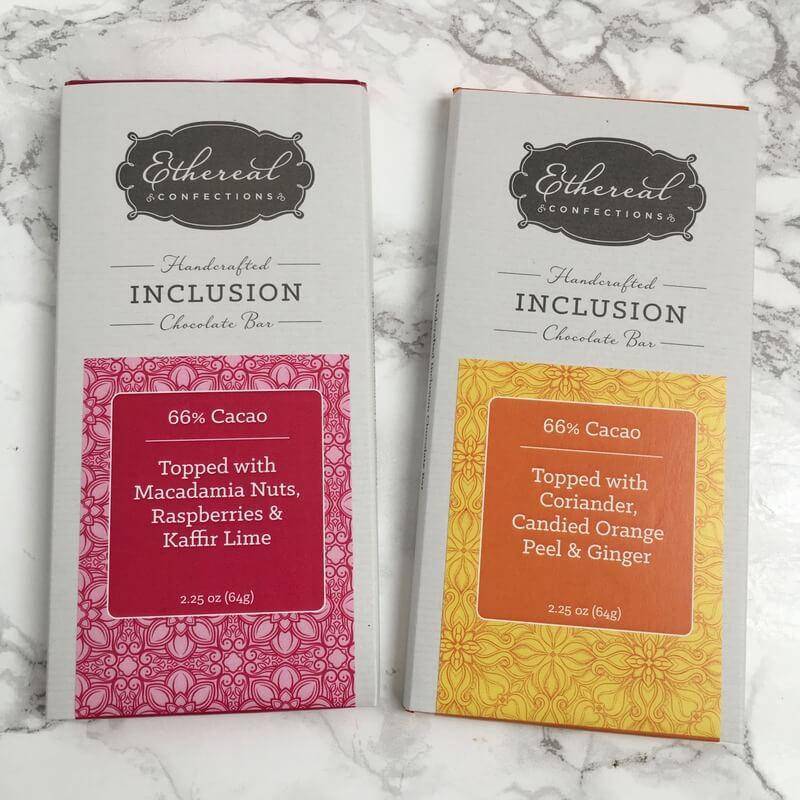 Ethereal
CONFECTIONS
Handcrafted
INCLUSION
Chocolate Bar
66% Cacao
Topped with
Macadamia Nuts,
Raspberries &
Kaffir Lime
2.25 oz (64g)
Ethereal
CONFECTIONS
Handcrafted
INCLUSION
Chocolate Bar
66% Cacao
Topped with
Coriander,
Candied Orange
Peel & Ginger
2.25 oz (64g)